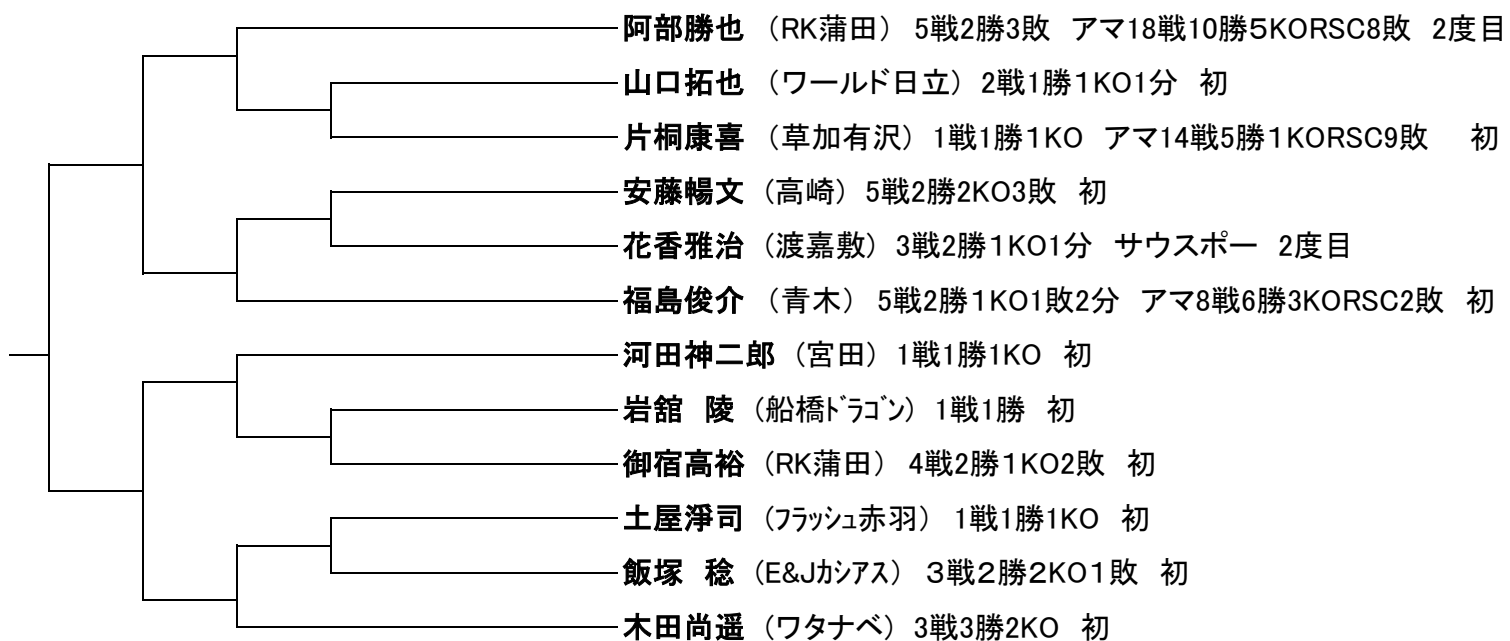 阿部勝也 （RK蒲田） 5戦2勝3敗 アマ18戦10勝５KORSC8敗 2度目
山口拓也 （ワールド日立） 2戦1勝1KO1分 初
片桐康喜 （草加有沢） 1戦1勝1KO アマ14戦5勝1KORSC9敗 初
安藤暢文 （高崎） 5戦2勝2KO3敗 初
花香雅治 （渡嘉敷） 3戦2勝1KO1分 サウスポー 2度目
福島俊介 （青木） 5戦2勝1KO1敗2分 アマ8戦6勝3KORSC2敗 初
河田神二郎 （宮田） 1戦1勝1KO 初
岩舘　陵 （船橋ﾄﾞﾗｺﾞﾝ） 1戦1勝 初
御宿高裕 （RK蒲田） 4戦2勝1KO2敗 初
土屋淨司 （ﾌﾗｯｼｭ赤羽） 1戦1勝1KO 初
飯塚　稔 （E&Jｶｼｱｽ） ３戦２勝２KO１敗 初
木田尚遥 （ワタナベ） 3戦3勝2KO 初